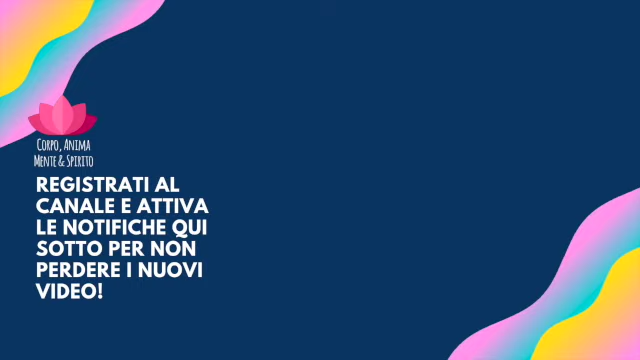 Corpo, Anima
Mente & Spirito
REGISTRATI AL
CANALE E ATTIVA
LE NOTIFICHE QUI
SOTTO PER NON
PERDERE I NUOVI
VIDEO!